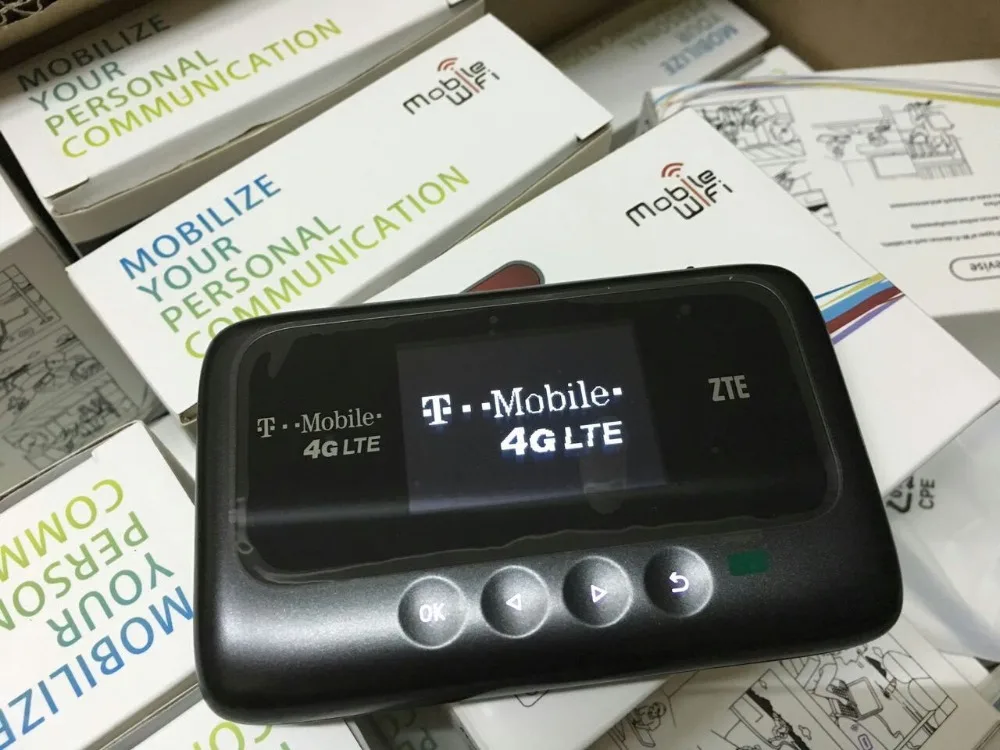 MOBILIZE
YOUR
PERSONAL
COMMUNICATION
MOBILIZE
mobile
wifi
MOBILIZE
YOUR
PERSONAL
COMMUNICATION
mobile
wifi
T··Mobile·
4G LTE
T··Mobile·
4G LTE
ZTE
OK
CPE
MOBILIZE
YOUR
PERSON
COMM